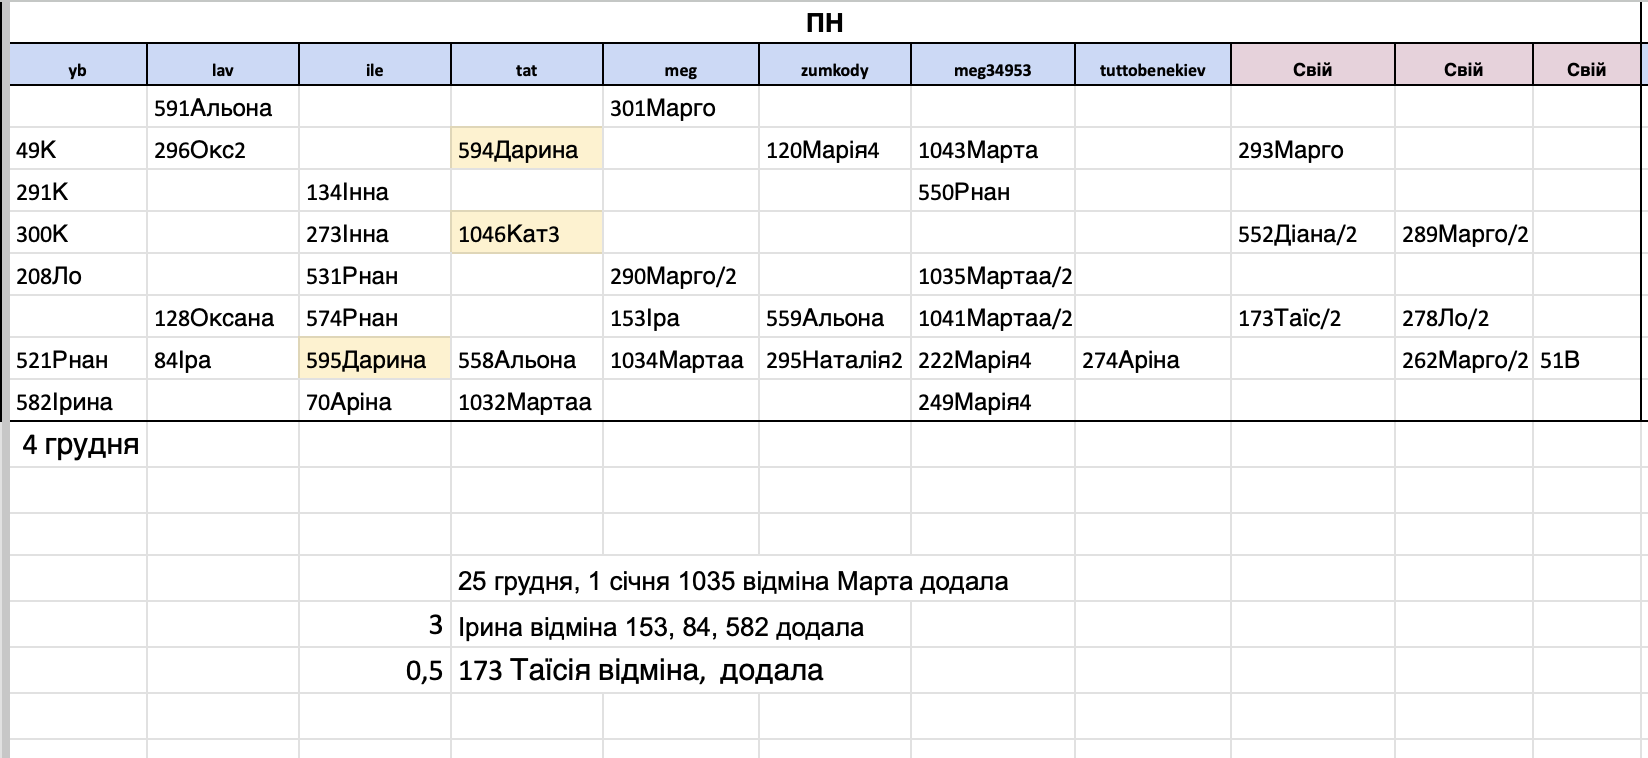 ПН
yb lav ile tat meg zumkody meg34953 tuttobenekiev Свій Свій Свій
591Альона 301Марго
49К 296Окс2 594Дарина 120Марія4 1043Марта 293Марго
291К 134Інна 550Рнан
300К 273Інна 1046Кат3 552Діана/2 289Марго/2
208Ло 531Рнан 290Марго/2 1035Мартаа/2
128Оксана 574Рнан 153Іра 559Альона 1041Мартаа/2 173Таїс/2 278Ло/2
521Рнан 84Іра 595Дарина 558Альона 1034Мартаа 295Наталія2 222Марія4 274Аріна 262Марго/2 51В
582Ірина 70Аріна 1032Мартаа 249Марія4
4 грудня
25 грудня, 1 січня 1035 відміна Марта додала
3 Ірина відміна 153, 84, 582 додала
0,5 173 Таїсія відміна, додала